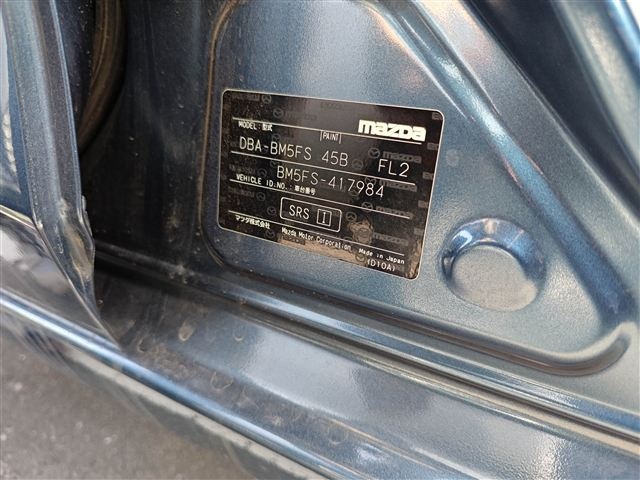 mazda
MODEL:型式 PAINT
DBA-BM5FS 45B FL2
BM5FS-417984
VEHICLE ID.NO.:車台番号
SRS I
マツダ株式会社 Mazda Motor Corporation Made in Japan
(D10A)